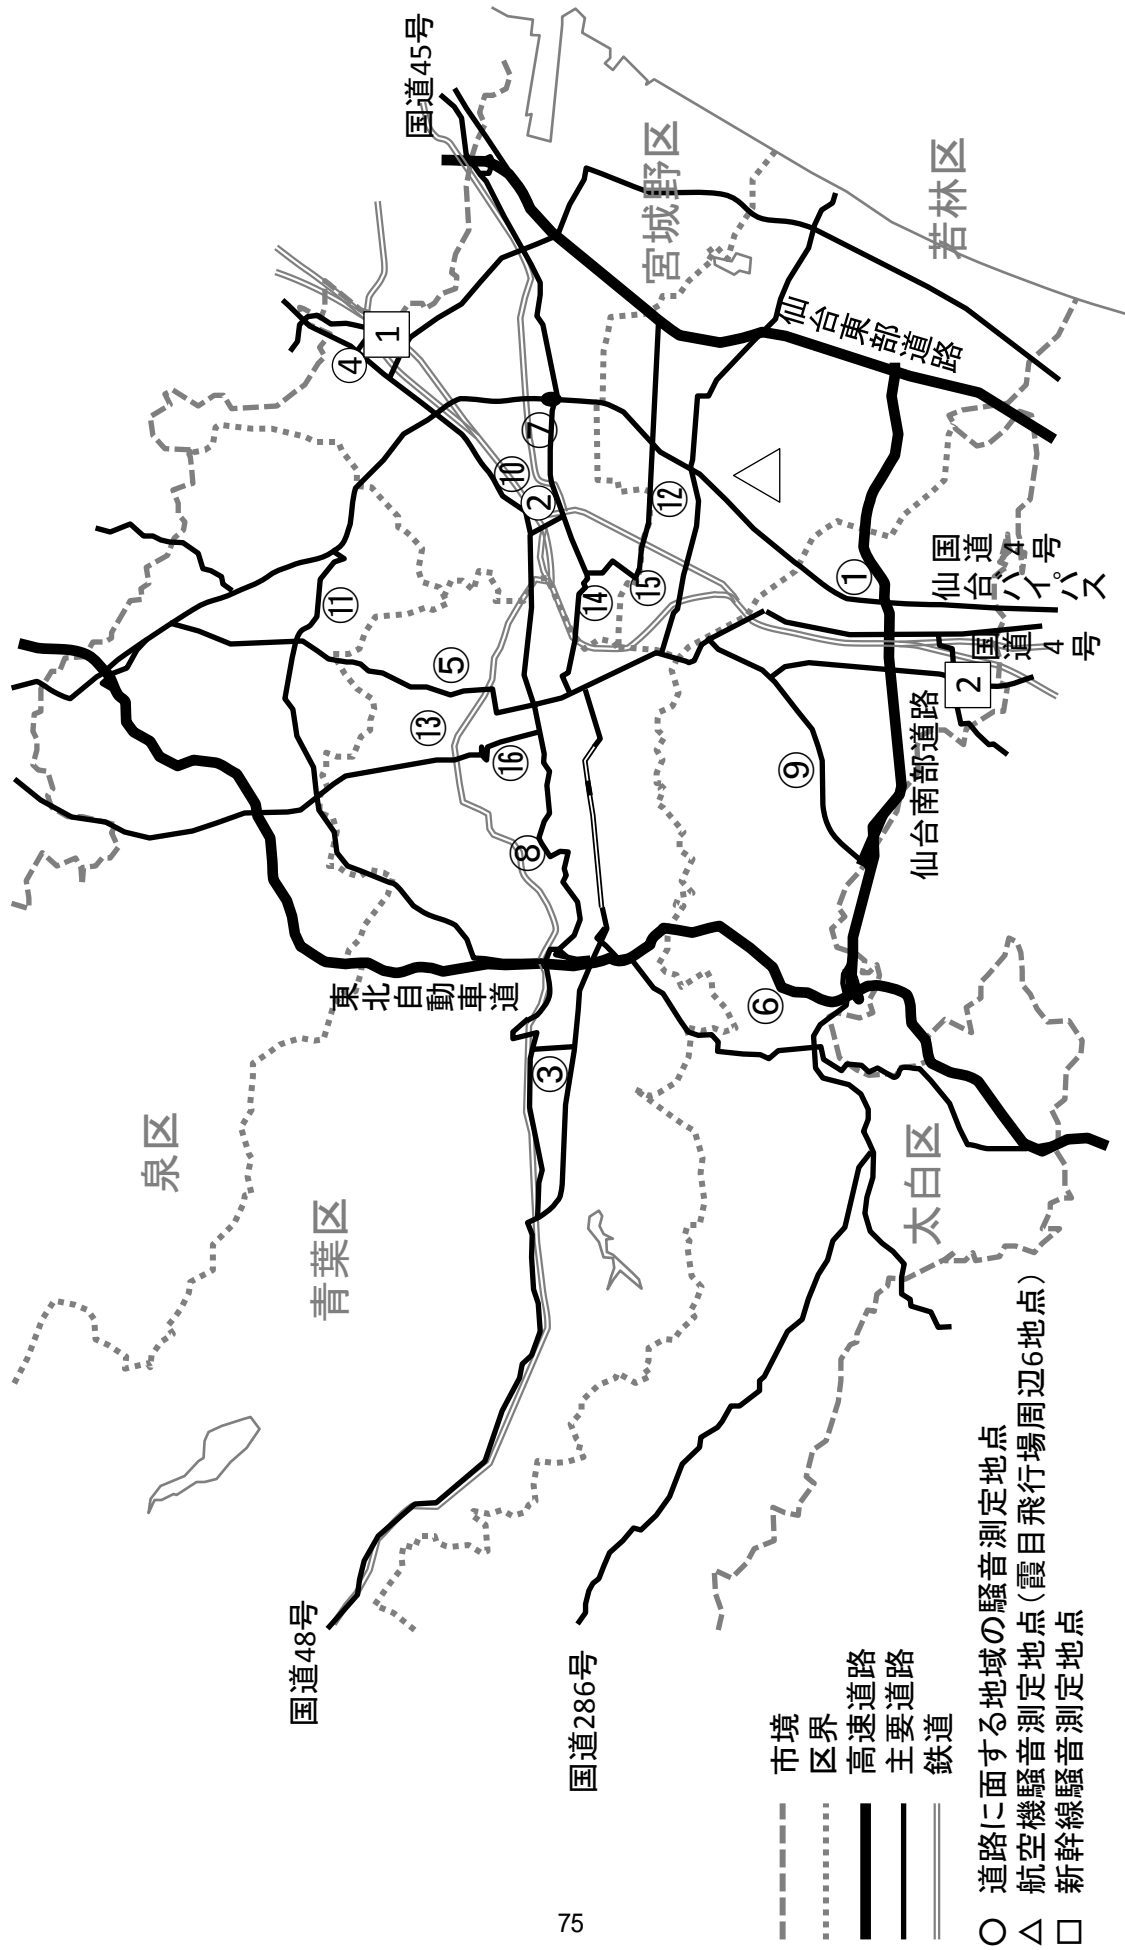 国道45号
宮城野区
若林区
仙台東部道路
国道4号
仙台バイパス
国道4号
仙台南部道路
東北自動車道
泉区
青葉区
太白区
国道48号
国道286号
1
2
①
②
③
④
⑤
⑥
⑦
⑧
⑨
⑩
⑪
⑫
⑬
⑭
⑮
⑯
市境
区界
高速道路
主要道路
鉄道
○ 道路に面する地域の騒音測定地点
△ 航空機騒音測定地点(霞目飛行場周辺6地点)
□ 新幹線騒音測定地点
75